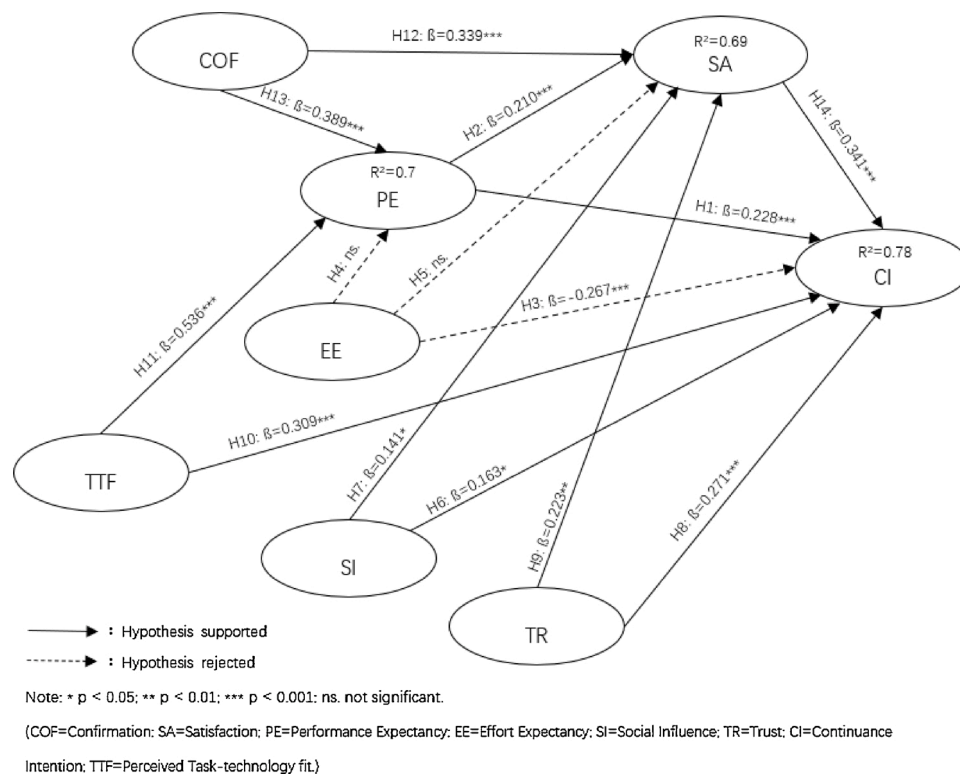 H12: ß=0.339***
R²=0.69
COF
SA
H13: ß=0.389***
H2: ß=0.210***
H14: ß=0.341***
R²=0.7
PE
H1: ß=0.228***
H4: ns.
H5: ns.
R²=0.78
CI
H3: ß=-0.267***
H11: ß=0.536***
EE
H10: ß=0.309***
TTF
H7: ß=0.141*
H6: ß=0.163*
H9: ß=0.223**
H8: ß=0.271***
SI
TR
: Hypothesis supported
: Hypothesis rejected
Note: * p < 0.05; ** p < 0.01; *** p < 0.001; ns. not significant.
(COF=Confirmation; SA=Satisfaction; PE=Performance Expectancy; EE=Effort Expectancy; SI=Social Influence; TR=Trust; CI=Continuance
Intention; TTF=Perceived Task-technology fit.)